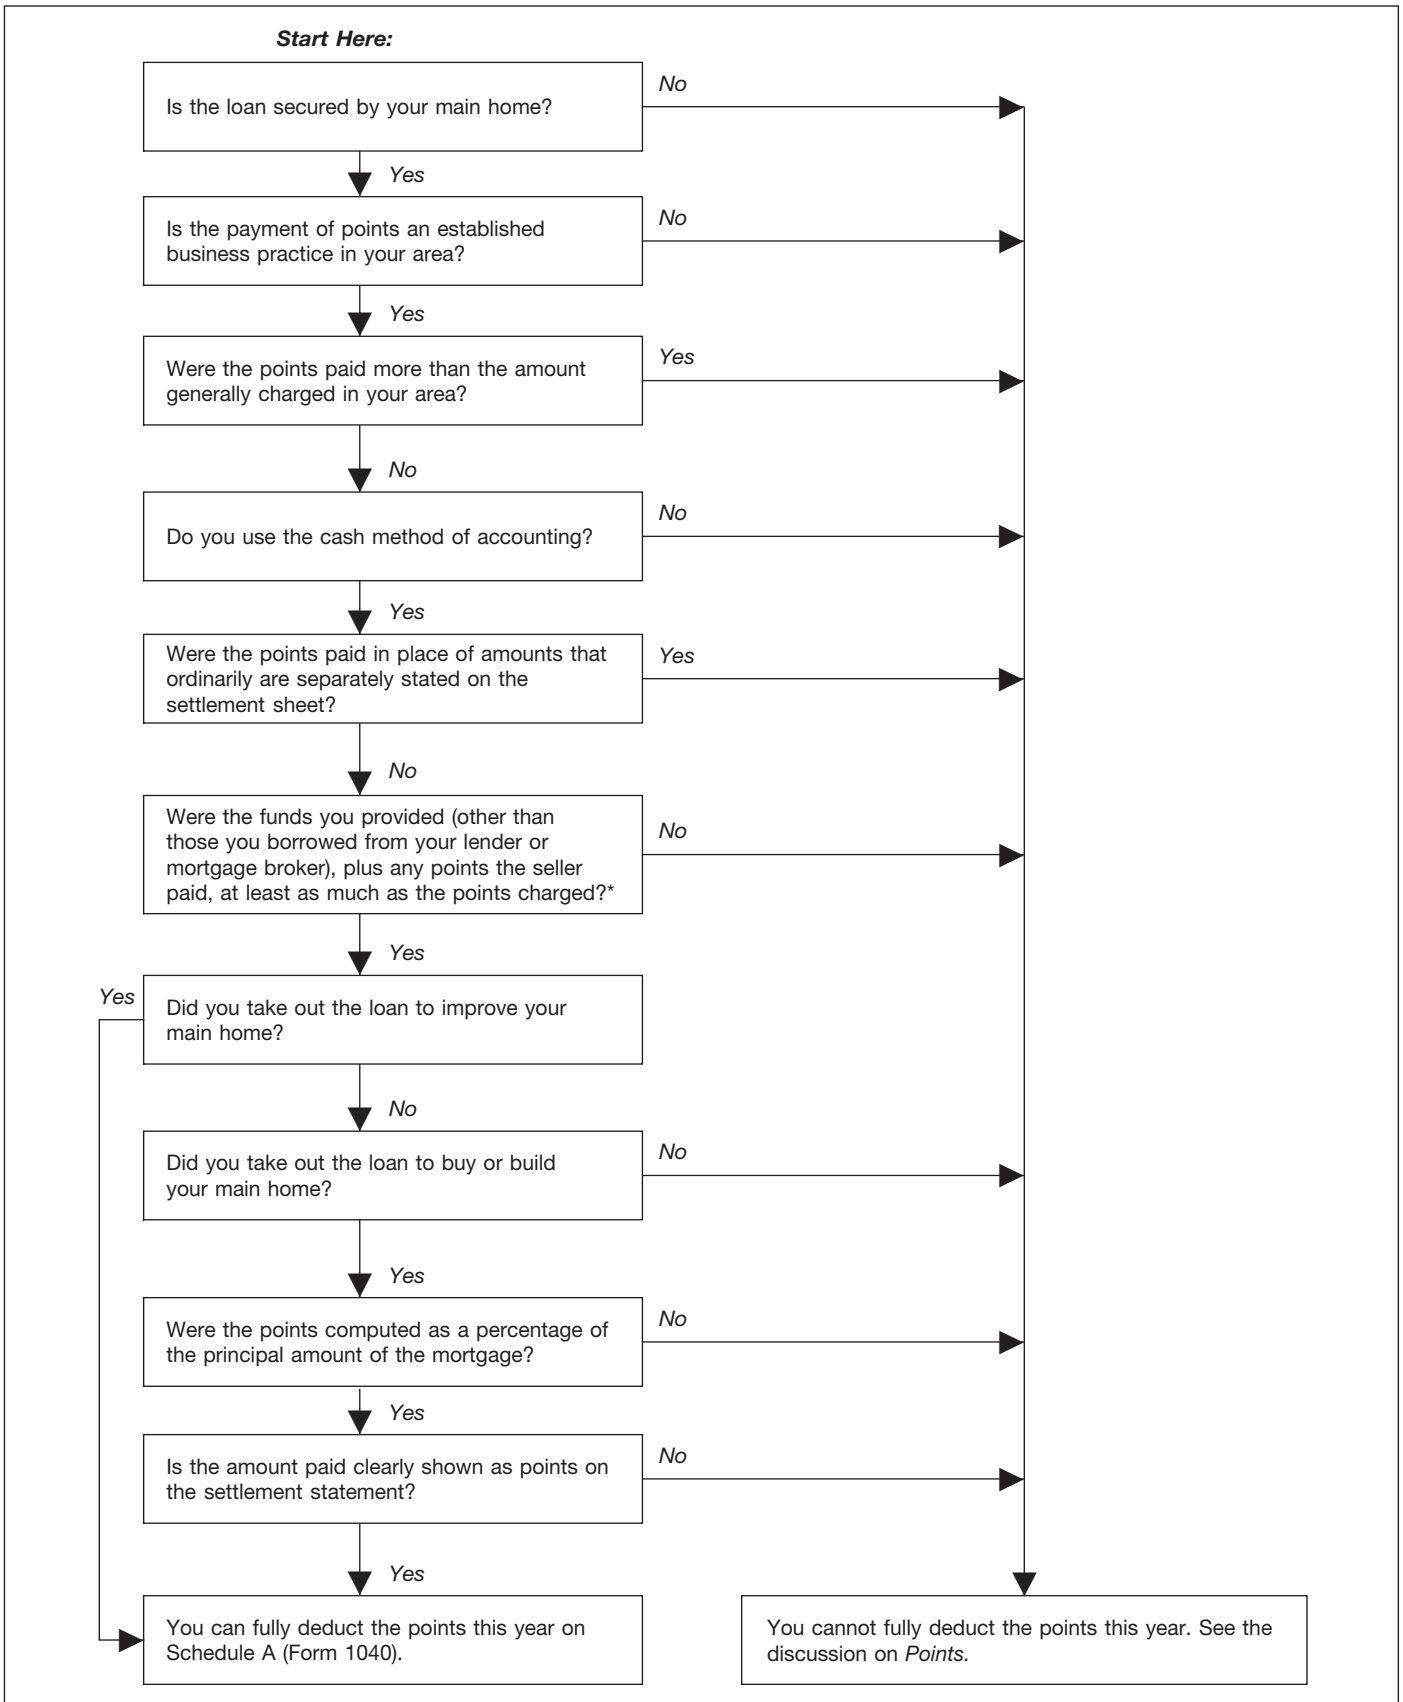 Start Here:
Is the loan secured by your main home?
No
Yes
Is the payment of points an established
business practice in your area?
No
Yes
Were the points paid more than the amount
generally charged in your area?
Yes
No
Do you use the cash method of accounting?
No
Yes
Were the points paid in place of amounts that
ordinarily are separately stated on the
settlement sheet?
Yes
No
Were the funds you provided (other than
those you borrowed from your lender or
mortgage broker), plus any points the seller
paid, at least as much as the points charged?*
No
Yes
Yes
Did you take out the loan to improve your
main home?
No
Did you take out the loan to buy or build
your main home?
No
Yes
Were the points computed as a percentage of
the principal amount of the mortgage?
No
Yes
Is the amount paid clearly shown as points on
the settlement statement?
No
Yes
You can fully deduct the points this year on
Schedule A (Form 1040).
You cannot fully deduct the points this year. See the
discussion on Points.